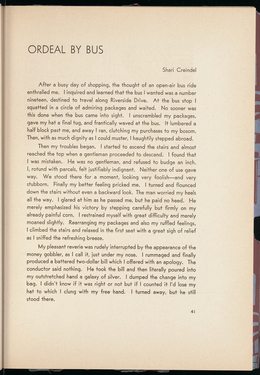 ORDEAL BY BUS
Shari Creindel
After a busy day of shopping, the thought of an open-air bus ride
enthralled me. I inquired and learned that the bus I wanted was a number
nineteen, destined to travel along Riverside Drive. At the bus stop I
squatted in a circle of admiring packages and waited. No sooner was
this done when the bus came into sight. I unscrambled my packages,
gave my hat a final tug, and frantically waved at the bus. It lumbered a
half block past me, and away I ran, clutching my purchases to my bosom.
Then, with as much dignity as I could muster, I haughtily stepped aboard.
Then my troubles began. I started to ascend the stairs and almost
reached the top when a gentleman proceeded to descend. I found that
I was mistaken. He was no gentleman, and refused to budge an inch.
I, rotund with parcels, felt justifiably indignant. Neither one of us gave
way. We stood there for a moment, looking very foolish—and very
stubborn. Finally my better feeling pricked me. I turned and flounced
down the stairs without even a backward look. The man worried my heels
all the way. I glared at him as he passed me, but he paid no heed. He
merely emphasized his victory by stepping carefully but firmly on my
already painful corn. I restrained myself with great difficulty and merely
moaned slightly. Rearranging my packages and also my ruffled feelings,
I climbed the stairs and relaxed in the first seat with a great sigh of relief
as I sniffed the refreshing breeze.
My pleasant reverie was rudely interrupted by the appearance of the
money gobbler, as I call it, just under my nose. I rummaged and finally
produced a battered two-dollar bill which I offered with an apology. The
conductor said nothing. He took the bill and then literally poured into
my outstretched hand a galaxy of silver. I dumped the change into my
bag. I didn't know if it was right or not but if I counted it I'd lose my
hat to which I clung with my free hand. I turned away, but he still
stood there.
41